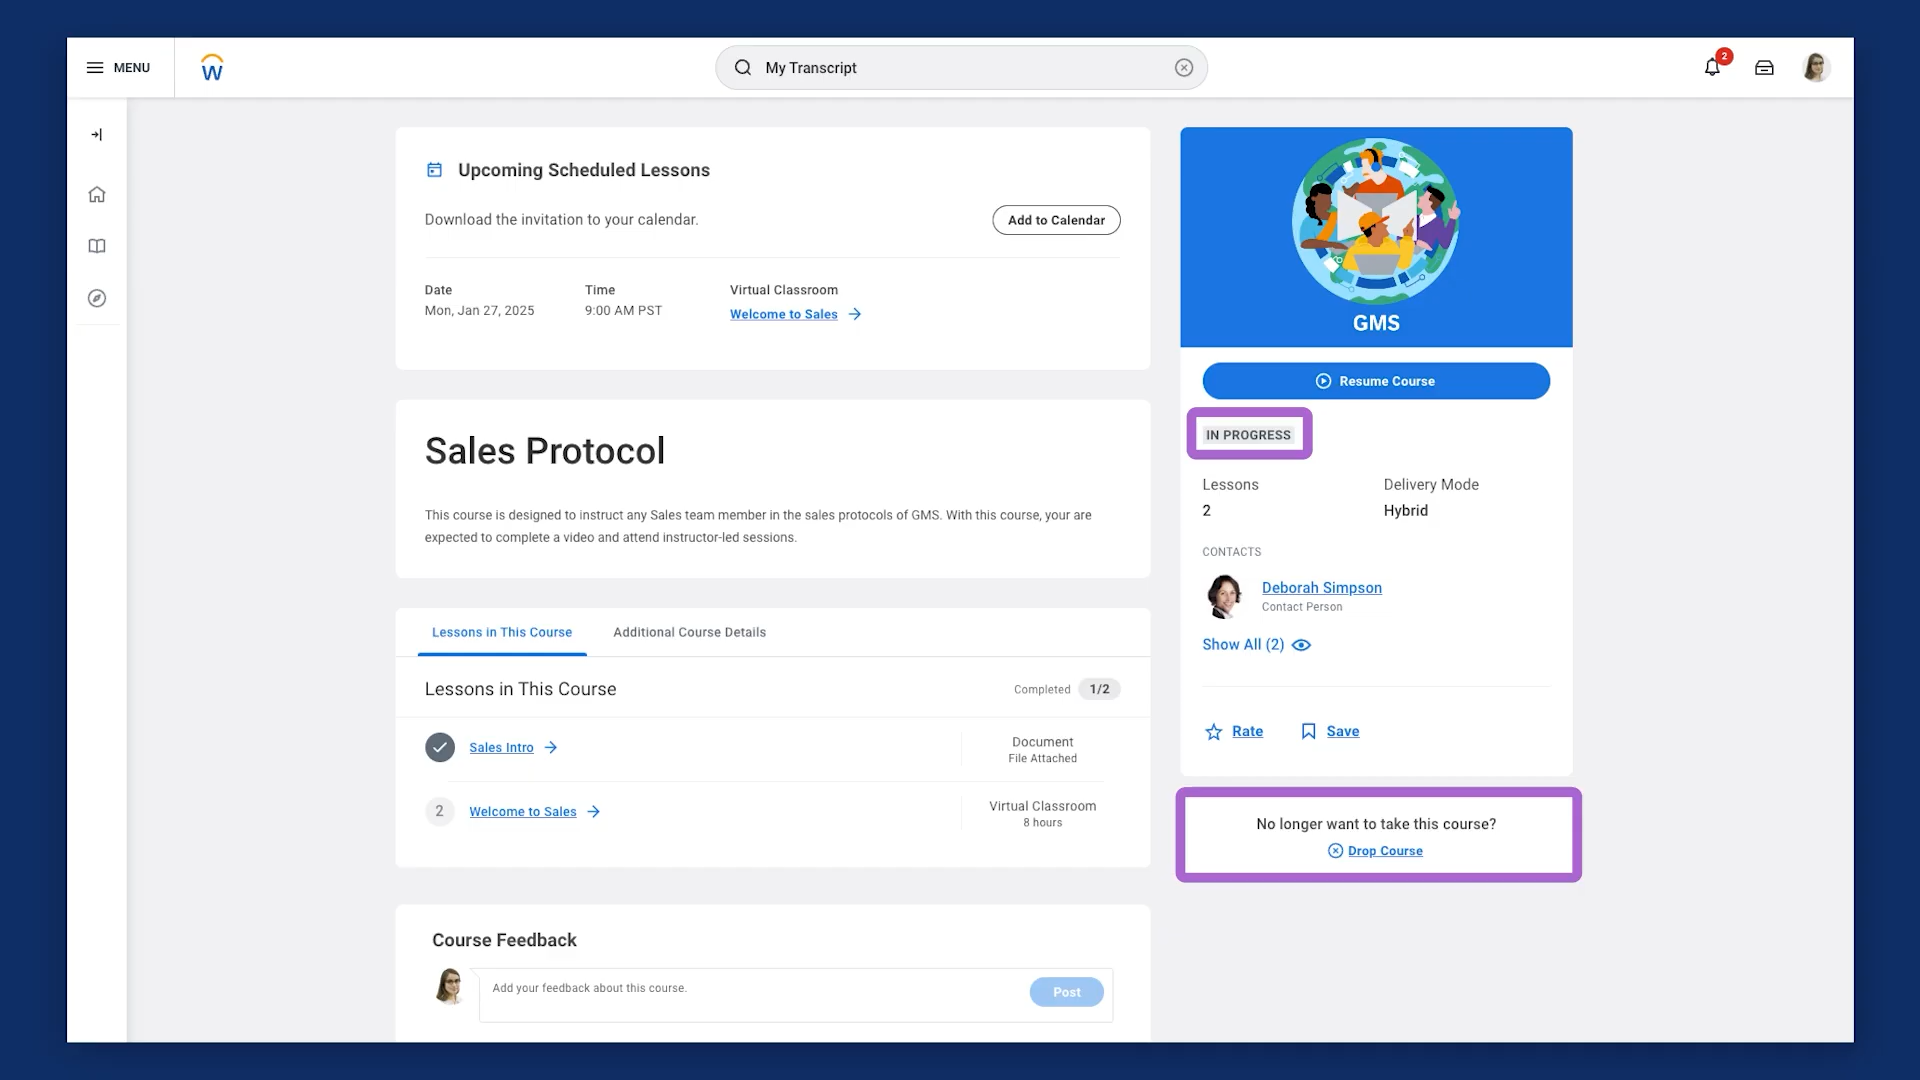 MENU
W
My Transcript
2
Upcoming Scheduled Lessons
Download the invitation to your calendar.
Add to Calendar
Date
Time
Virtual Classroom
Mon, Jan 27, 2025
9:00 AM PST
Welcome to Sales
Sales Protocol
This course is designed to instruct any Sales team member in the sales protocols of GMS. With this course, your are
expected to complete a video and attend instructor-led sessions.
Lessons in This Course
Additional Course Details
Lessons in This Course
Completed 1/2
Sales Intro
Document
File Attached
2
Welcome to Sales
Virtual Classroom
8 hours
Course Feedback
Add your feedback about this course.
Post
GMS
Resume Course
IN PROGRESS
Lessons
Delivery Mode
2
Hybrid
CONTACTS
Deborah Simpson
Contact Person
Show All (2)
Rate
Save
No longer want to take this course?
Drop Course